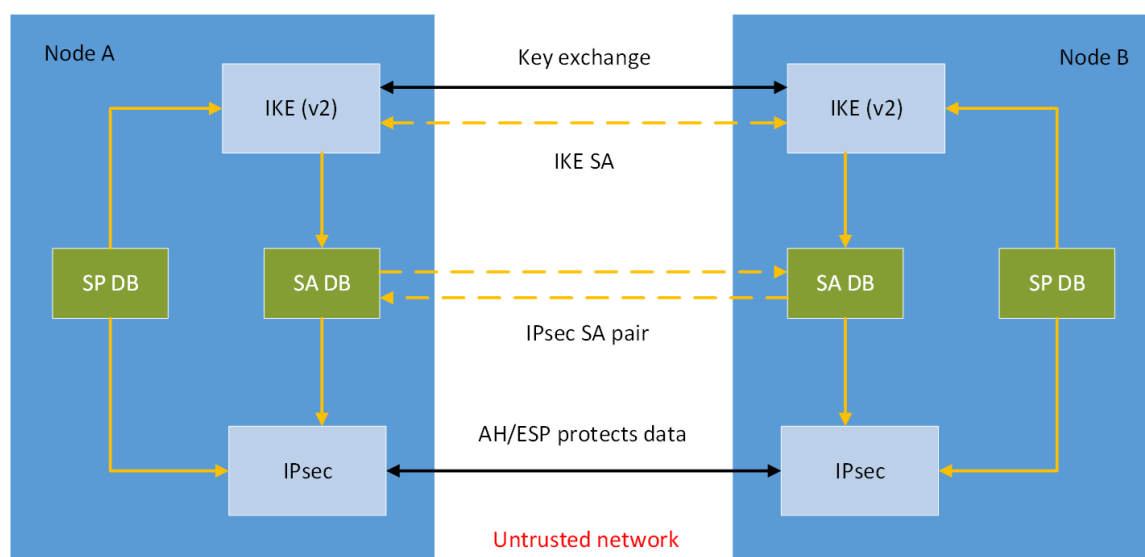 Node A
Key exchange
Node B
IKE (v2)
IKE (v2)
IKE SA
SP DB
SA DB
SA DB
SP DB
IPsec SA pair
AH/ESP protects data
IPsec
IPsec
Untrusted network